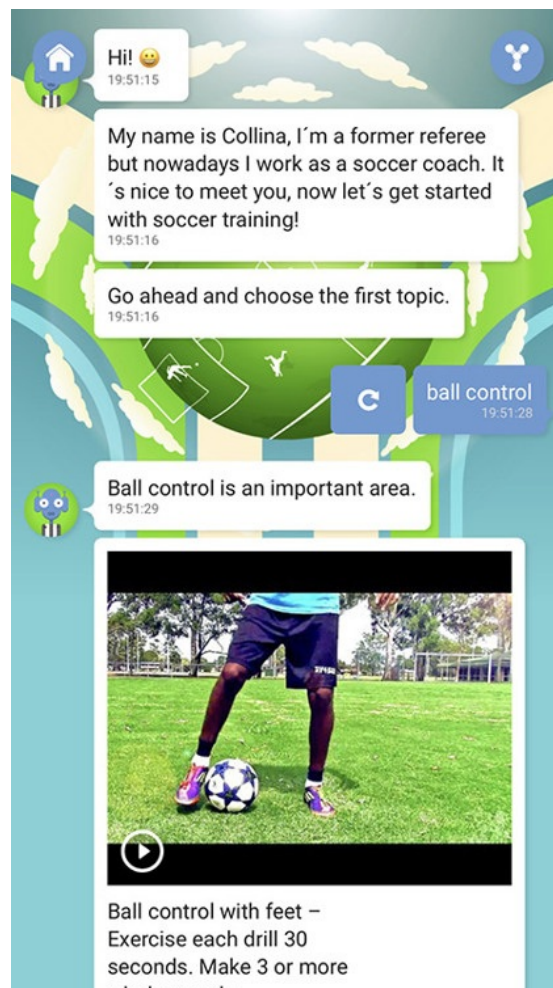 Hi! 😀
19:51:15
My name is Collina, I´m a former referee
but nowadays I work as a soccer coach. It
´s nice to meet you, now let´s get started
with soccer training!
19:51:16
Go ahead and choose the first topic.
19:51:16
ball control
19:51:28
Ball control is an important area.
19:51:29
Ball control with feet –
Exercise each drill 30
seconds. Make 3 or more